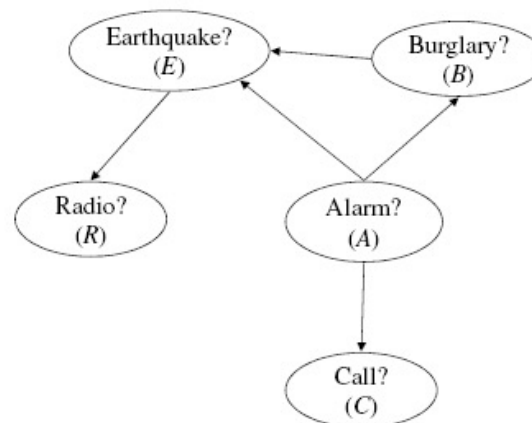 Earthquake?
(E)
Burglary?
(B)
Radio?
(R)
Alarm?
(A)
Call?
(C)